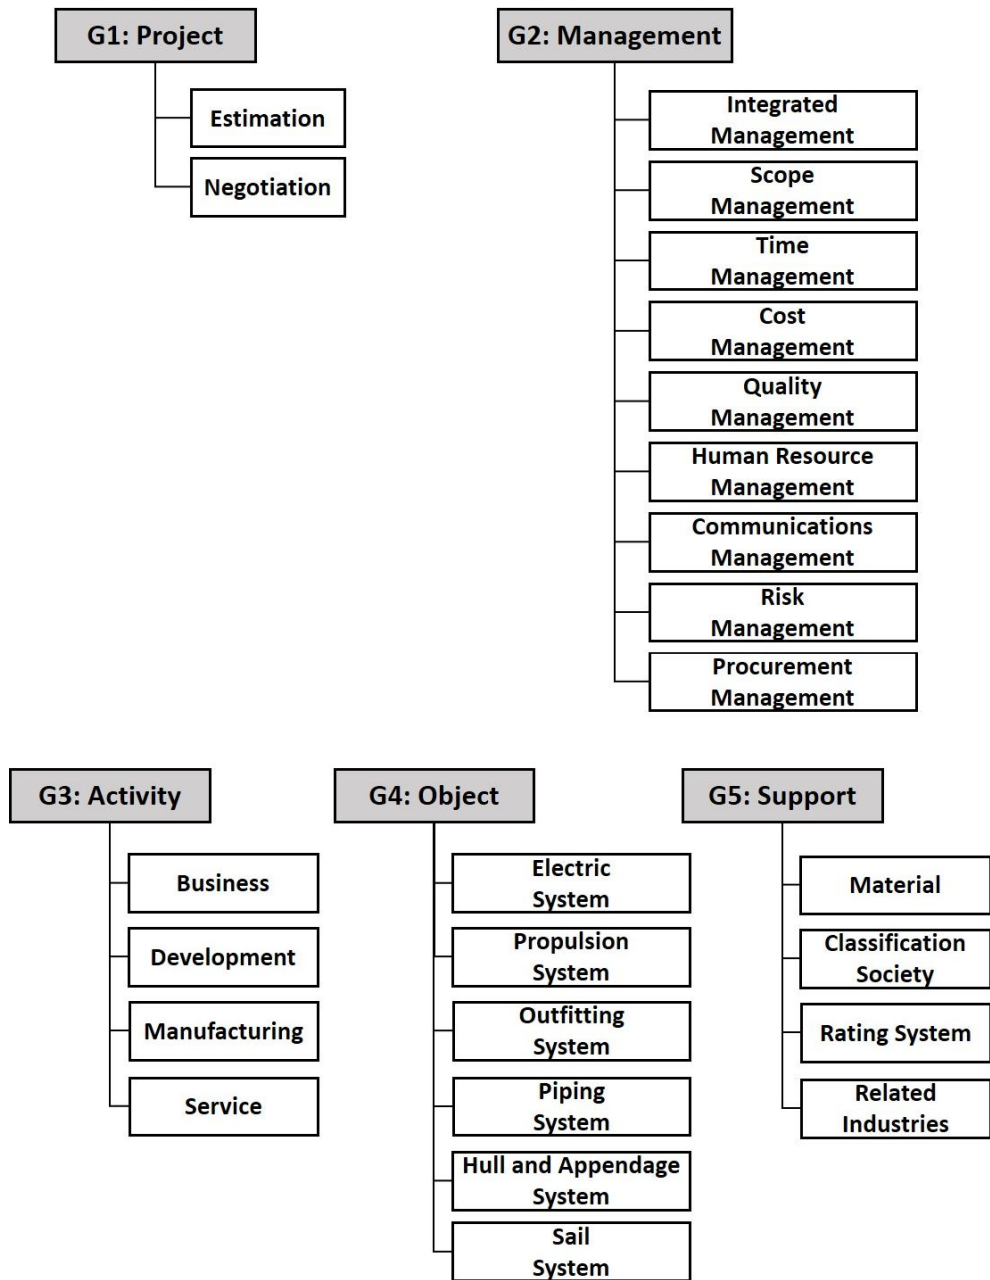 G1: Project
Estimation
Negotiation
G2: Management
Integrated
Management
Scope
Management
Time
Management
Cost
Management
Quality
Management
Human Resource
Management
Communications
Management
Risk
Management
Procurement
Management
G3: Activity
Business
Development
Manufacturing
Service
G4: Object
Electric
System
Propulsion
System
Outfitting
System
Piping
System
Hull and Appendage
System
Sail
System
G5: Support
Material
Classification
Society
Rating System
Related
Industries